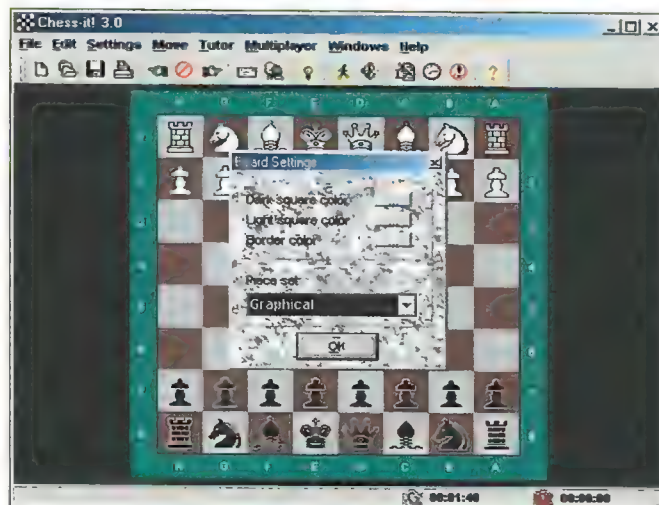 Chess-it! 3.0
File Edit Settings Move Tutor Multiplayer Windows Help
Board Settings
Dark square color
Light square color
Border color
Piece set
Graphical
OK
00:01:40 00:00:00